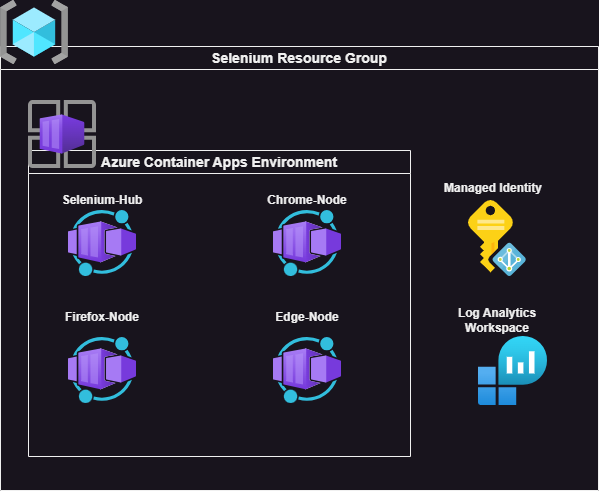 Selenium Resource Group
Azure Container Apps Environment
Selenium-Hub
Chrome-Node
Firefox-Node
Edge-Node
Managed Identity
Log Analytics
Workspace